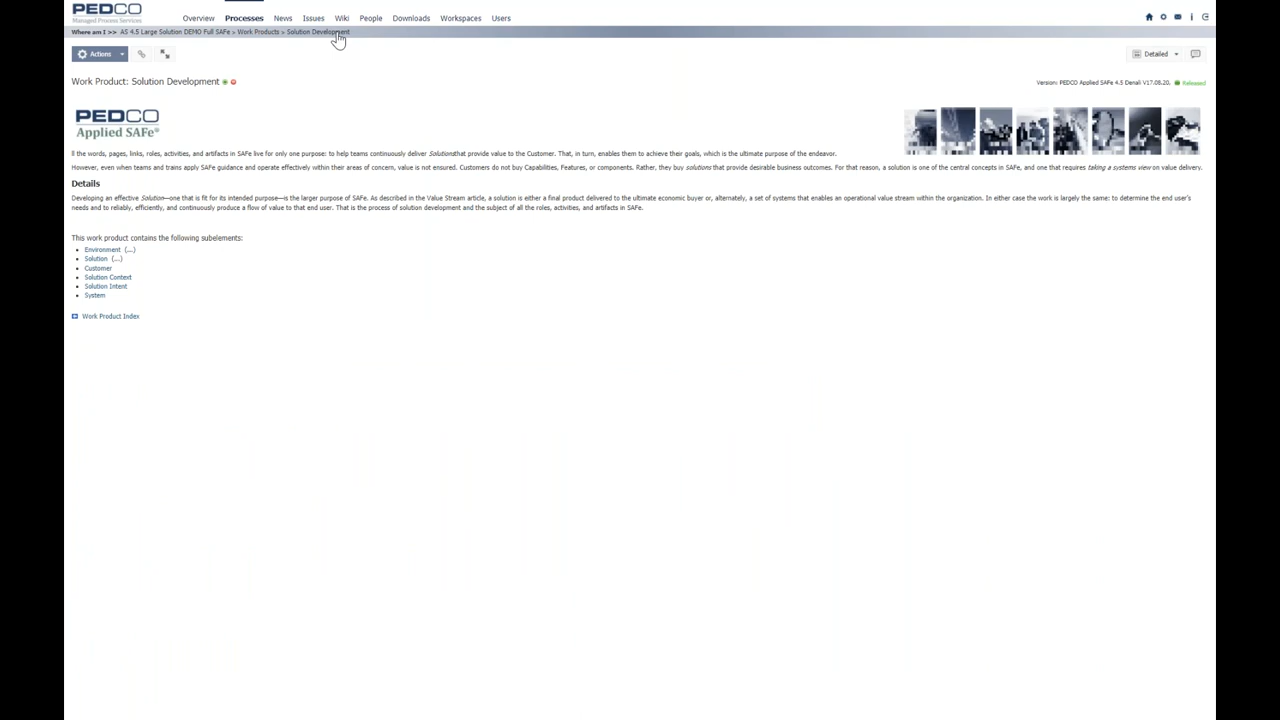 PEDCO
Managed Process Services
Overview Processes News Issues Wiki People Downloads Workspaces Users
Where am I >> AS 4.5 Large Solution DEMO Full SAFe > Work Products > Solution Development
Actions
Detailed
Work Product: Solution Development
Version: PEDCO Applied SAFe 4.5 Denali V17.08.20, Released
PEDCO
Applied SAFe®
ll the words, pages, links, roles, activities, and artifacts in SAFe live for only one purpose: to help teams continuously deliver Solutionsthat provide value to the Customer. That, in turn, enables them to achieve their goals, which is the ultimate purpose of the endeavor.
However, even when teams and trains apply SAFe guidance and operate effectively within their areas of concern, value is not ensured. Customers do not buy Capabilities, Features, or components. Rather, they buy solutions that provide desirable business outcomes. For that reason, a solution is one of the central concepts in SAFe, and one that requires taking a systems view on value delivery.
Details
Developing an effective Solution—one that is fit for its intended purpose—is the larger purpose of SAFe. As described in the Value Stream article, a solution is either a final product delivered to the ultimate economic buyer or, alternately, a set of systems that enables an operational value stream within the organization. In either case the work is largely the same: to determine the end user's
needs and to reliably, efficiently, and continuously produce a flow of value to that end user. That is the process of solution development and the subject of all the roles, activities, and artifacts in SAFe.
This work product contains the following subelements:
• Environment (...)
• Solution (...)
• Customer
• Solution Context
• Solution Intent
• System
Work Product Index